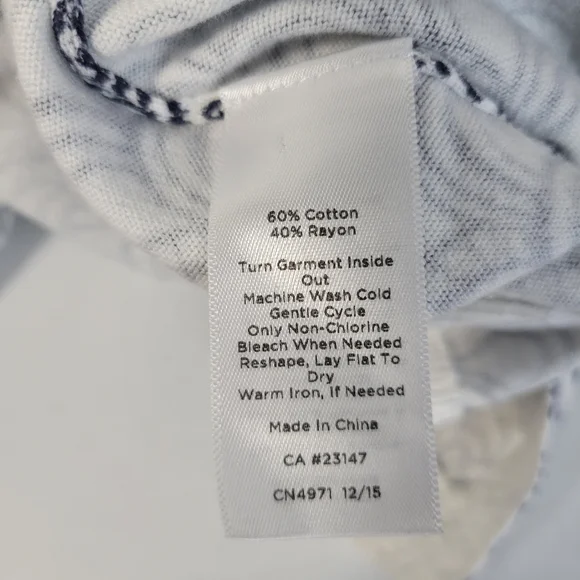 60% Cotton
40% Rayon
Turn Garment Inside
Out
Machine Wash Cold
Gentle Cycle
Only Non-Chlorine
Bleach When Needed
Reshape, Lay Flat To
Dry
Warm Iron, If Needed
Made In China
CA #23147
CN4971 12/15